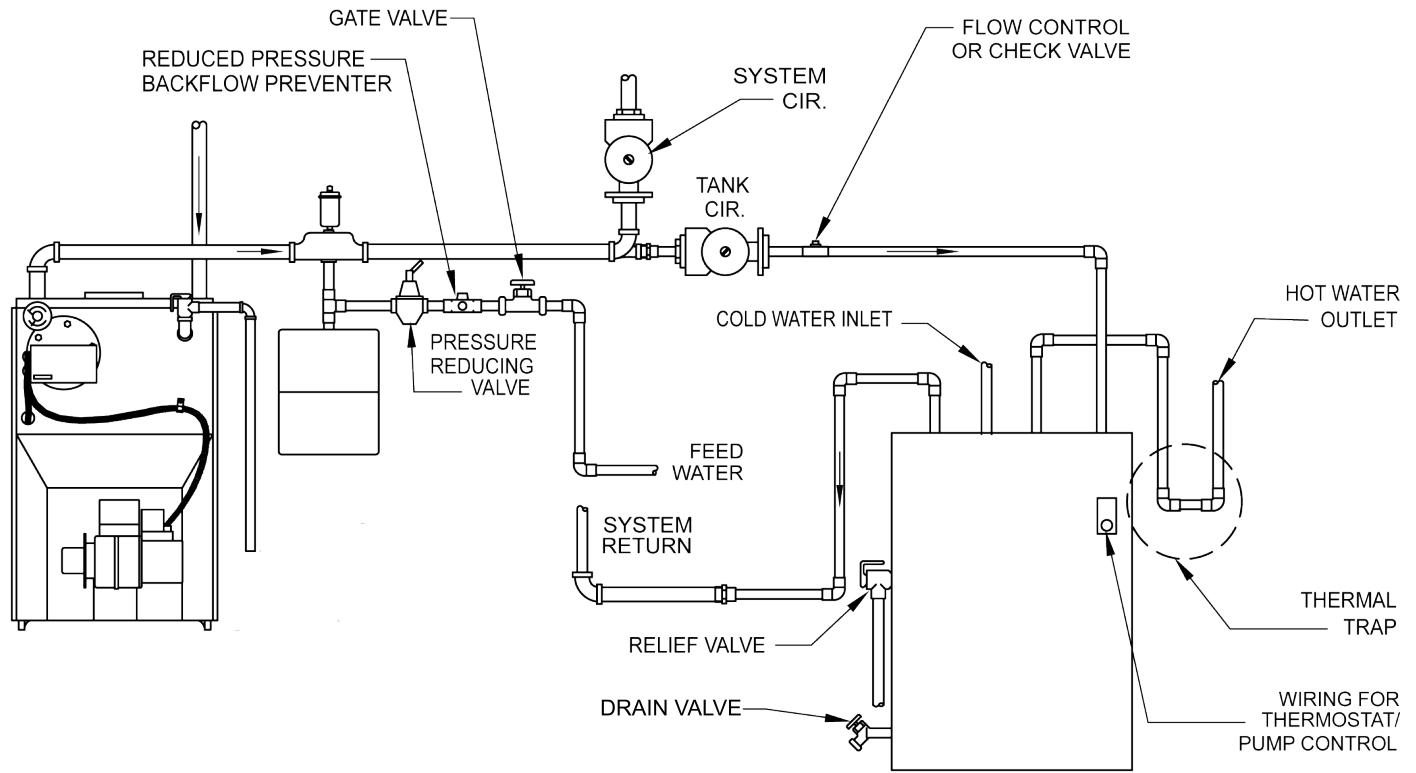 GATE VALVE
REDUCED PRESSURE
BACKFLOW PREVENTER
SYSTEM
CIR.
FLOW CONTROL
OR CHECK VALVE
TANK
CIR.
PRESSURE
REDUCING
VALVE
COLD WATER INLET
HOT WATER
OUTLET
FEED
WATER
SYSTEM
RETURN
RELIEF VALVE
DRAIN VALVE
THERMAL
TRAP
WIRING FOR
THERMOSTAT/
PUMP CONTROL